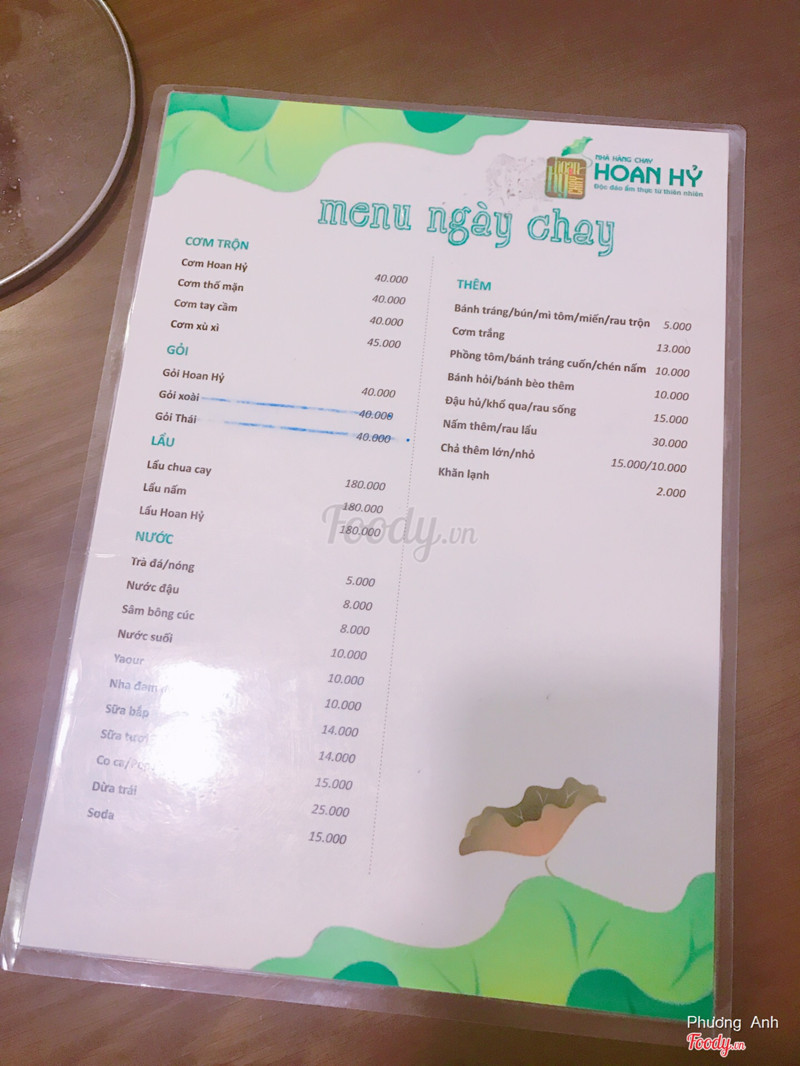 NHÀ HÀNG CHAY
HOAN HỶ
Độc đáo ẩm thực từ thiên nhiên
menu ngày chay
CƠM TRỘN
Cơm Hoan Hỷ 40.000
Cơm thố mặn 40.000
Cơm tay cầm 40.000
Cơm xù xì 45.000
GỎI
Gỏi Hoan Hỷ 40.000
Gỏi xoài 40.000
Gỏi Thái 40.000
LẨU
Lẩu chua cay 180.000
Lẩu nấm 180.000
Lẩu Hoan Hỷ 180.000
NƯỚC
Trà đá/nóng 5.000
Nước đậu 8.000
Sâm bông cúc 8.000
Nước suối 10.000
Yaour 10.000
Nha đam 10.000
Sữa bắp 14.000
Sữa tươi 14.000
Co ca/ 15.000
Dừa trái 25.000
Soda 15.000
THÊM
Bánh tráng/bún/mì tôm/miến/rau trộn 5.000
Cơm trắng 13.000
Phồng tôm/bánh tráng cuốn/chén nấm 10.000
Bánh hỏi/bánh bèo thêm 10.000
Đậu hủ/khổ qua/rau sống 15.000
Nấm thêm/rau lẩu 30.000
Chả thêm lớn/nhỏ 15.000/10.000
Khăn lạnh 2.000
Foody.vn
Phương Anh
Foody.vn